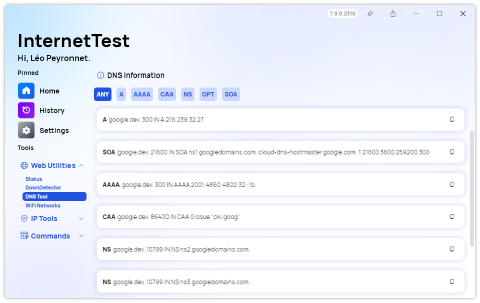 7.9.0.2310
InternetTest
Hi, Léo Peyronnet.
Pinned
Home
History
Settings
Tools
Web Utilities
Status
DownDetector
DNS Tool
WiFi Networks
IP Tools
Commands
DNS Information
ANY A AAAA CAA NS OPT SOA
A google.dev. 300 IN A 216.239.32.27
SOA google.dev. 21600 IN SOA ns1.googledomains.com. cloud-dns-hostmaster.google.com. 1 21600 3600 259200 300
AAAA google.dev. 300 IN AAAA 2001:4860:4802:32::1b
CAA google.dev. 86400 IN CAA 0 issue "pki.goog"
NS google.dev. 10799 IN NS ns2.googledomains.com.
NS google.dev. 10799 IN NS ns3.googledomains.com.